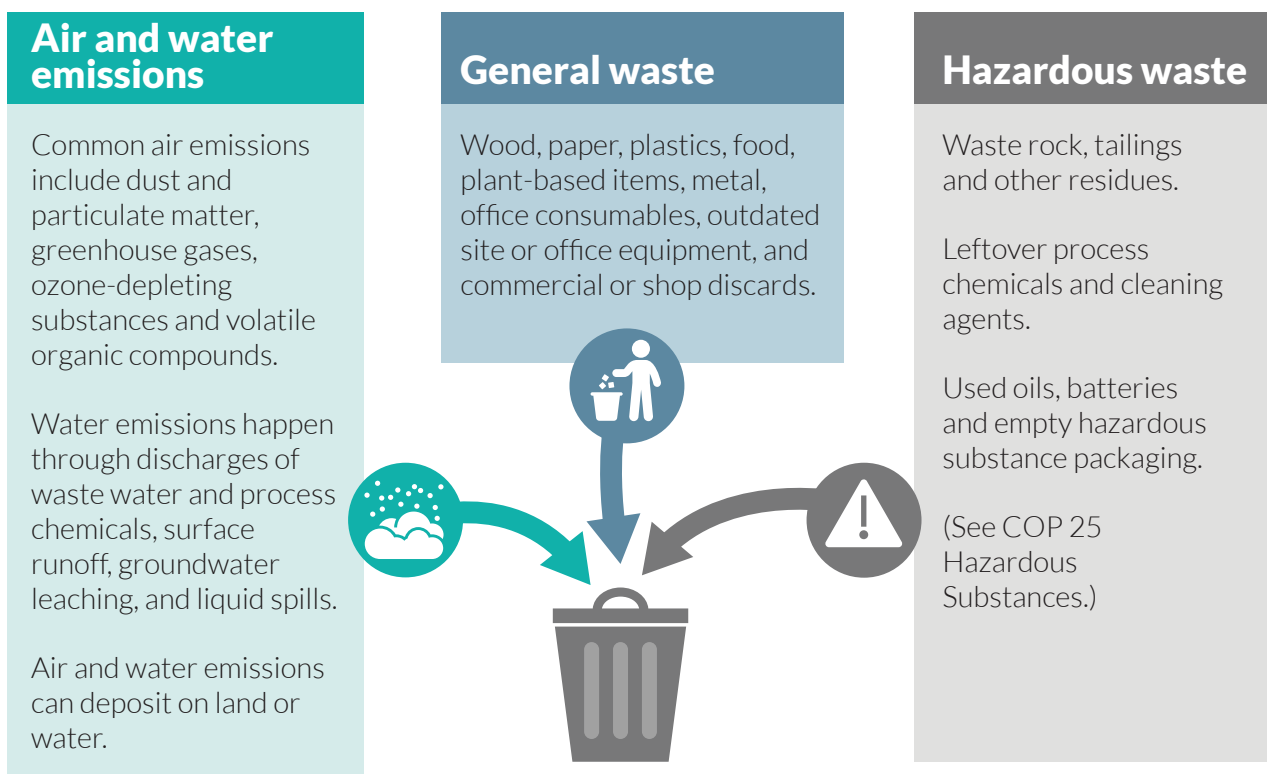 Air and water
emissions
Common air emissions
include dust and
particulate matter,
greenhouse gases,
ozone-depleting
substances and volatile
organic compounds.
Water emissions happen
through discharges of
waste water and process
chemicals, surface
runoff, groundwater
leaching, and liquid spills.
Air and water emissions
can deposit on land or
water.
General waste
Wood, paper, plastics, food,
plant-based items, metal,
office consumables, outdated
site or office equipment, and
commercial or shop discards.
Hazardous waste
Waste rock, tailings
and other residues.
Leftover process
chemicals and cleaning
agents.
Used oils, batteries
and empty hazardous
substance packaging.
(See COP 25
Hazardous
Substances.)